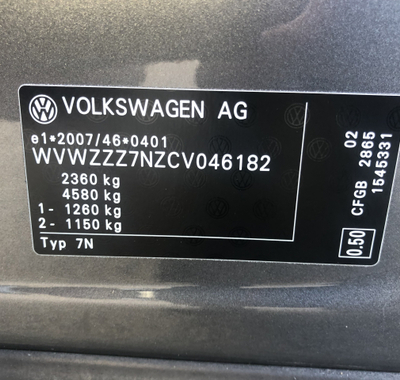 VOLKSWAGEN AG
e1*2007/46*0401
WVWZZZ7NZCV046182
2360 kg
4580 kg
1- 1260 kg
2- 1150 kg
Typ 7N
02
CFGB 2865
1545331
0.50